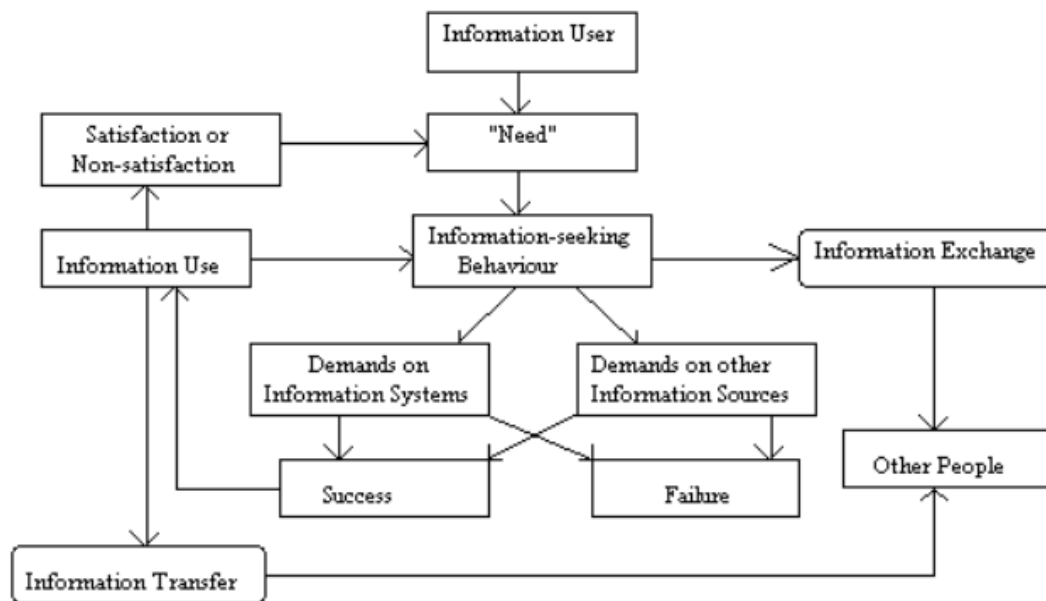 Information User
"Need"
Satisfaction or
Non-satisfaction
Information-seeking
Behaviour
Information Use
Information Exchange
Demands on
Information Systems
Demands on other
Information Sources
Success
Failure
Other People
Information Transfer